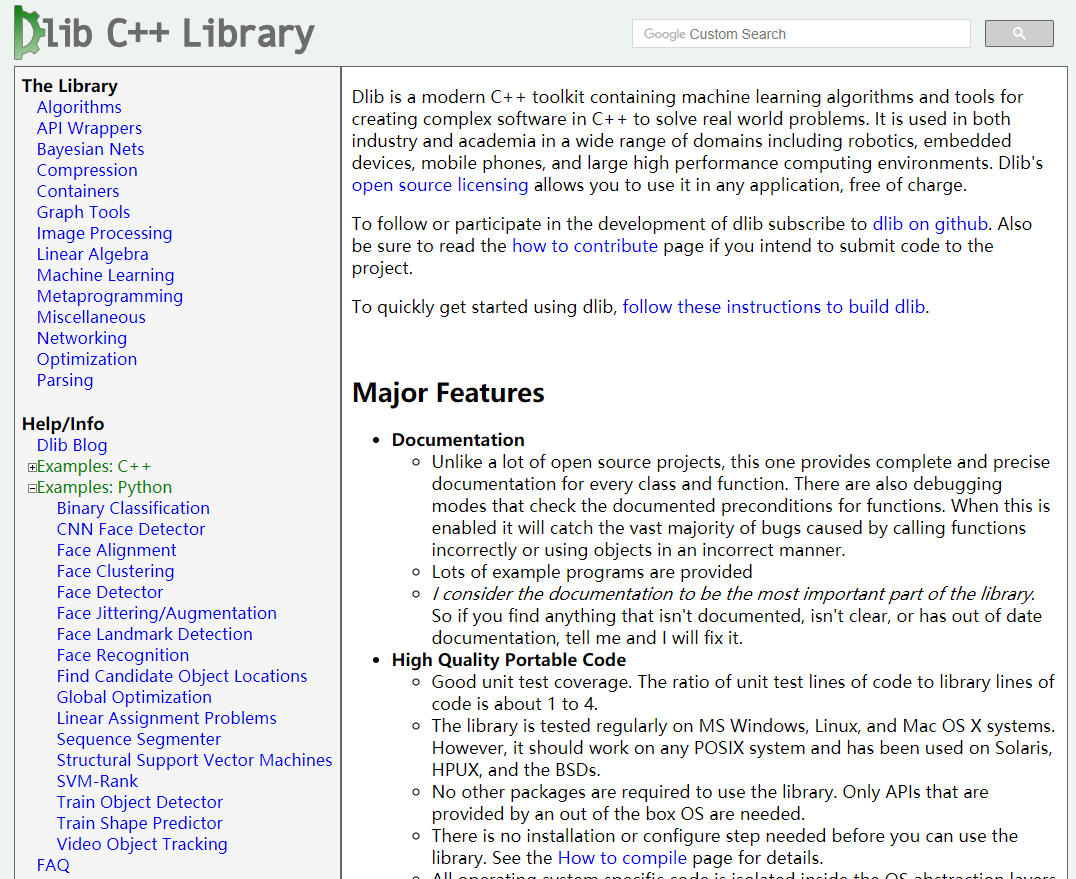 Dlib C++ Library
Google Custom Search
The Library
Algorithms
API Wrappers
Bayesian Nets
Compression
Containers
Graph Tools
Image Processing
Linear Algebra
Machine Learning
Metaprogramming
Miscellaneous
Networking
Optimization
Parsing
Help/Info
Dlib Blog
Examples: C++
Examples: Python
Binary Classification
CNN Face Detector
Face Alignment
Face Clustering
Face Detector
Face Jittering/Augmentation
Face Landmark Detection
Face Recognition
Find Candidate Object Locations
Global Optimization
Linear Assignment Problems
Sequence Segmenter
Structural Support Vector Machines
SVM-Rank
Train Object Detector
Train Shape Predictor
Video Object Tracking
FAQ
Dlib is a modern C++ toolkit containing machine learning algorithms and tools for
creating complex software in C++ to solve real world problems. It is used in both
industry and academia in a wide range of domains including robotics, embedded
devices, mobile phones, and large high performance computing environments. Dlib's
open source licensing allows you to use it in any application, free of charge.
To follow or participate in the development of dlib subscribe to dlib on github. Also
be sure to read the how to contribute page if you intend to submit code to the
project.
To quickly get started using dlib, follow these instructions to build dlib.
Major Features
Documentation
Unlike a lot of open source projects, this one provides complete and precise
documentation for every class and function. There are also debugging
modes that check the documented preconditions for functions. When this is
enabled it will catch the vast majority of bugs caused by calling functions
incorrectly or using objects in an incorrect manner.
Lots of example programs are provided
I consider the documentation to be the most important part of the library.
So if you find anything that isn't documented, isn't clear, or has out of date
documentation, tell me and I will fix it.
High Quality Portable Code
Good unit test coverage. The ratio of unit test lines of code to library lines of
code is about 1 to 4.
The library is tested regularly on MS Windows, Linux, and Mac OS X systems.
However, it should work on any POSIX system and has been used on Solaris,
HPUX, and the BSDs.
No other packages are required to use the library. Only APIs that are
provided by an out of the box OS are needed.
There is no installation or configure step needed before you can use the
library. See the How to compile page for details.
All operating system specific code is isolated inside the OS abstraction layers